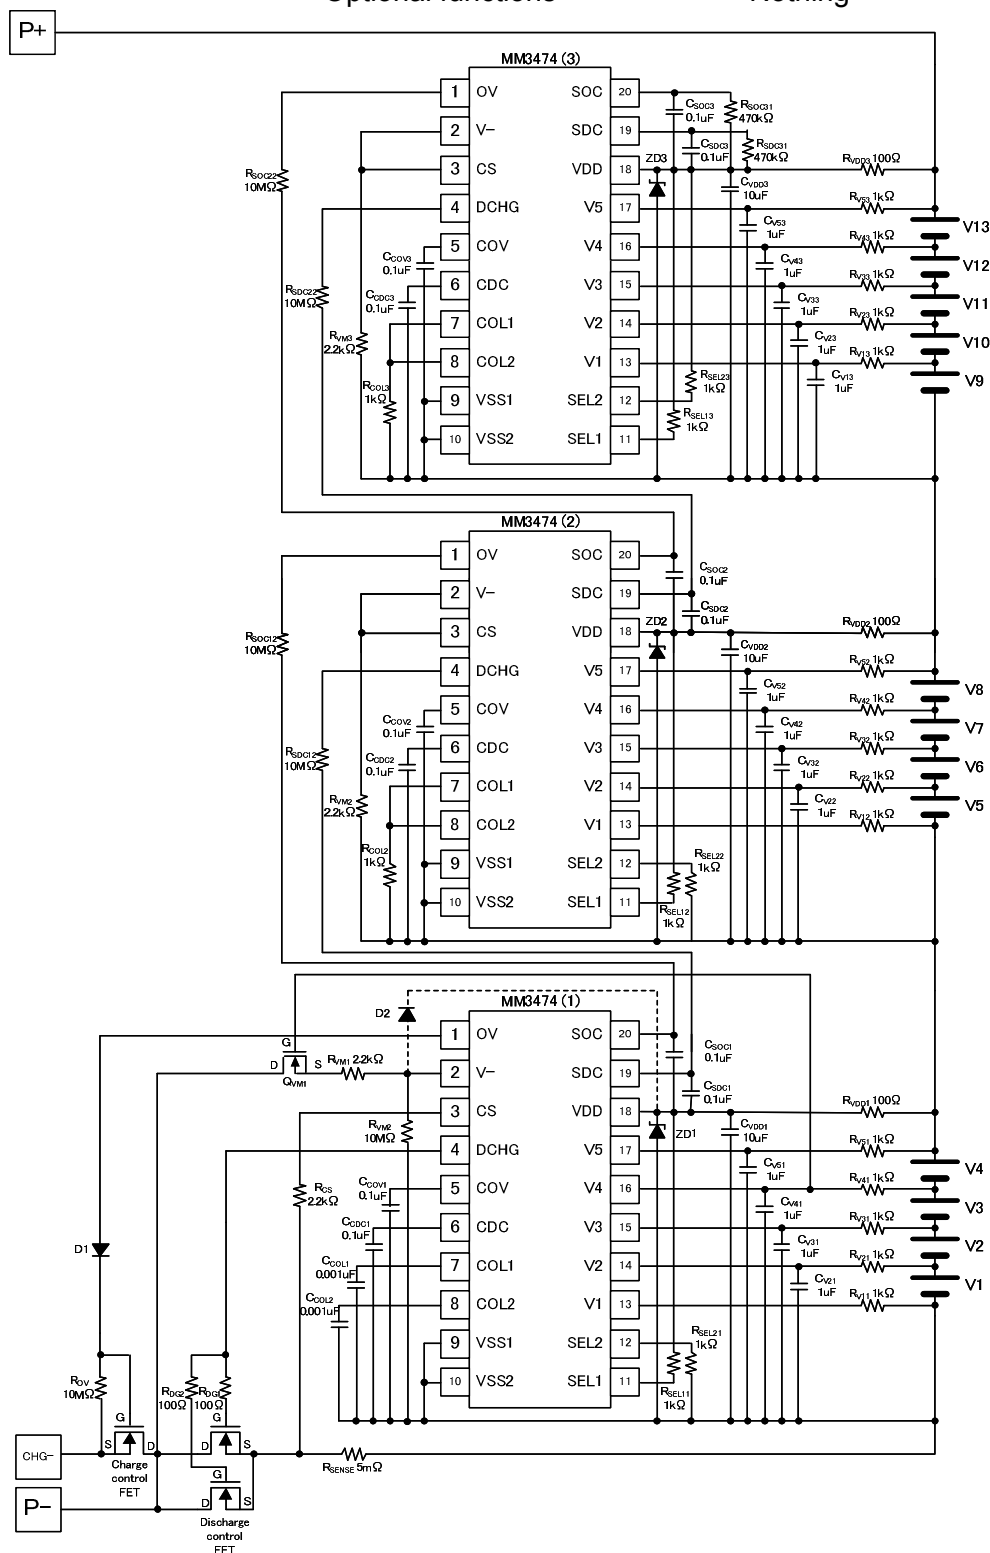 Optional functions Nothing
P+
MM3474 (3)
1 OV SOC 20
2 V- SDC 19
3 CS VDD 18
4 DCHG V5 17
5 COV V4 16
6 CDC V3 15
7 COL1 V2 14
8 COL2 V1 13
9 VSS1 SEL2 12
10 VSS2 SEL1 11
RSOC22
10MΩ
RSDC22
10MΩ
RVM3
2.2kΩ
CCOV3
0.1uF
CCDC3
0.1uF
RCOL3
1kΩ
CSOC3
0.1uF
RSOC31
470kΩ
CSDC3
0.1uF
RSDC31
470kΩ
ZD3
CVDD3
10uF
RVDD3 100Ω
CV53
1uF
RV53 1kΩ
CV43
1uF
RV43 1kΩ
CV33
1uF
RV33 1kΩ
CV23
1uF
RV23 1kΩ
CV13
1uF
RV13 1kΩ
RSEL23
1kΩ
RSEL13
1kΩ
V13
V12
V11
V10
V9
MM3474 (2)
1 OV SOC 20
2 V- SDC 19
3 CS VDD 18
4 DCHG V5 17
5 COV V4 16
6 CDC V3 15
7 COL1 V2 14
8 COL2 V1 13
9 VSS1 SEL2 12
10 VSS2 SEL1 11
RSOC12
10MΩ
RSDC12
10MΩ
RVM2
2.2kΩ
CCOV2
0.1uF
CCDC2
0.1uF
RCOL2
1kΩ
CSOC2
0.1uF
CSDC2
0.1uF
ZD2
CVDD2
10uF
RVDD2 100Ω
CV52
1uF
RV52 1kΩ
CV42
1uF
RV42 1kΩ
CV32
1uF
RV32 1kΩ
CV22
1uF
RV22 1kΩ
RV12 1kΩ
RSEL22
1kΩ
RSEL12
1kΩ
V8
V7
V6
V5
MM3474 (1)
1 OV SOC 20
2 V- SDC 19
3 CS VDD 18
4 DCHG V5 17
5 COV V4 16
6 CDC V3 15
7 COL1 V2 14
8 COL2 V1 13
9 VSS1 SEL2 12
10 VSS2 SEL1 11
D2
G
D S
QVM1
RVM1 2.2kΩ
RVM2
10MΩ
RCS
2.2kΩ
CCOV1
0.1uF
CCDC1
0.1uF
CCOL1
0.001uF
CCOL2
0.001uF
CSOC1
0.1uF
CSDC1
0.1uF
ZD1
CVDD1
10uF
RVDD1 100Ω
CV51
1uF
RV51 1kΩ
CV41
1uF
RV41 1kΩ
CV31
1uF
RV31 1kΩ
CV21
1uF
RV21 1kΩ
RV11 1kΩ
RSEL21
1kΩ
RSEL11
1kΩ
V4
V3
V2
V1
D1
ROV
10MΩ
RDG2
100Ω
100Ω
CHG-
G
S D
Charge
control
FET
G
D S
RSENSE 5mΩ
P-
G
D S
Discharge
control
FET